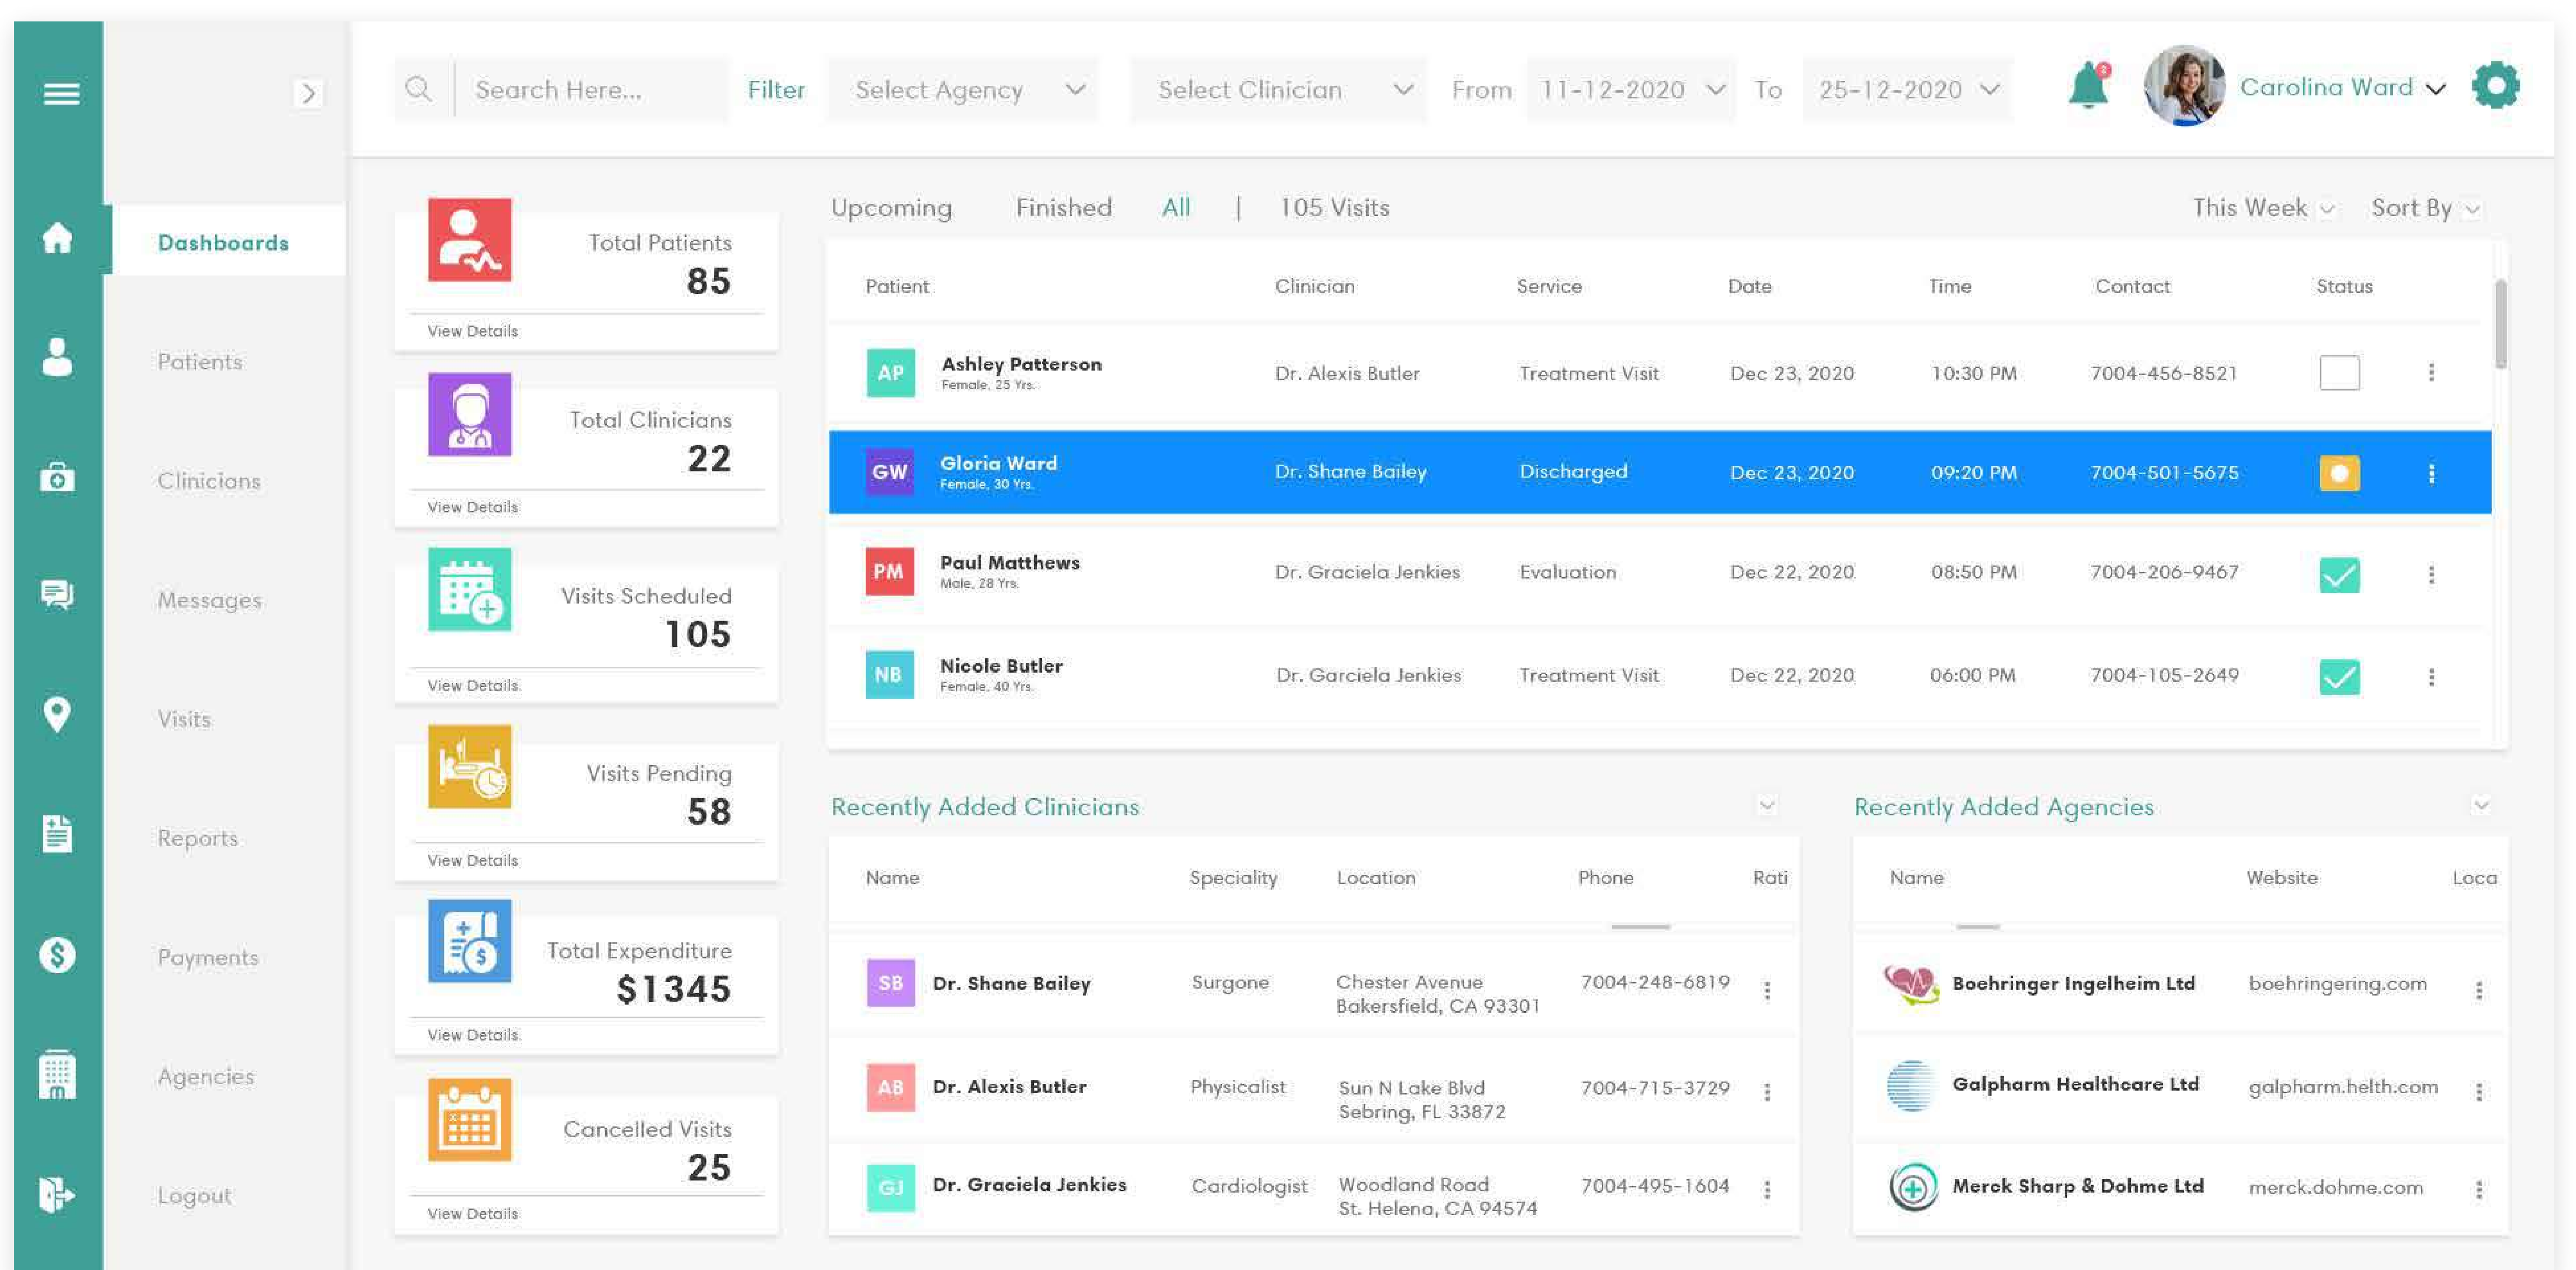 Search Here...
Filter
Select Agency
Select Clinician
From
11-12-2020
To
25-12-2020
2
Carolina Ward
Dashboards
Patients
Clinicians
Messages
Visits
Reports
Payments
Agencies
Logout
Total Patients
85
View Details
Total Clinicians
22
View Details
Visits Scheduled
105
View Details
Visits Pending
58
View Details
Total Expenditure
$1345
View Details
Cancelled Visits
25
View Details
Upcoming Finished All | 105 Visits
This Week Sort By
Patient Clinician Service Date Time Contact Status
AP Ashley Patterson Dr. Alexis Butler Treatment Visit Dec 23, 2020 10:30 PM 7004-456-8521
Female, 25 Yrs.
GW Gloria Ward Dr. Shane Bailey Discharged Dec 23, 2020 09:20 PM 7004-501-5675
Female, 30 Yrs.
PM Paul Matthews Dr. Graciela Jenkies Evaluation Dec 22, 2020 08:50 PM 7004-206-9467
Male, 28 Yrs.
NB Nicole Butler Dr. Garciela Jenkies Treatment Visit Dec 22, 2020 06:00 PM 7004-105-2649
Female, 40 Yrs.
Recently Added Clinicians
Name Speciality Location Phone Rati
SB Dr. Shane Bailey Surgone Chester Avenue 7004-248-6819
Bakersfield, CA 93301
AB Dr. Alexis Butler Physicalist Sun N Lake Blvd 7004-715-3729
Sebring, FL 33872
GJ Dr. Graciela Jenkies Cardiologist Woodland Road 7004-495-1604
St. Helena, CA 94574
Recently Added Agencies
Name Website Loca
Boehringer Ingelheim Ltd boehringering.com
Galpharm Healthcare Ltd galpharm.helth.com
Merck Sharp & Dohme Ltd merck.dohme.com